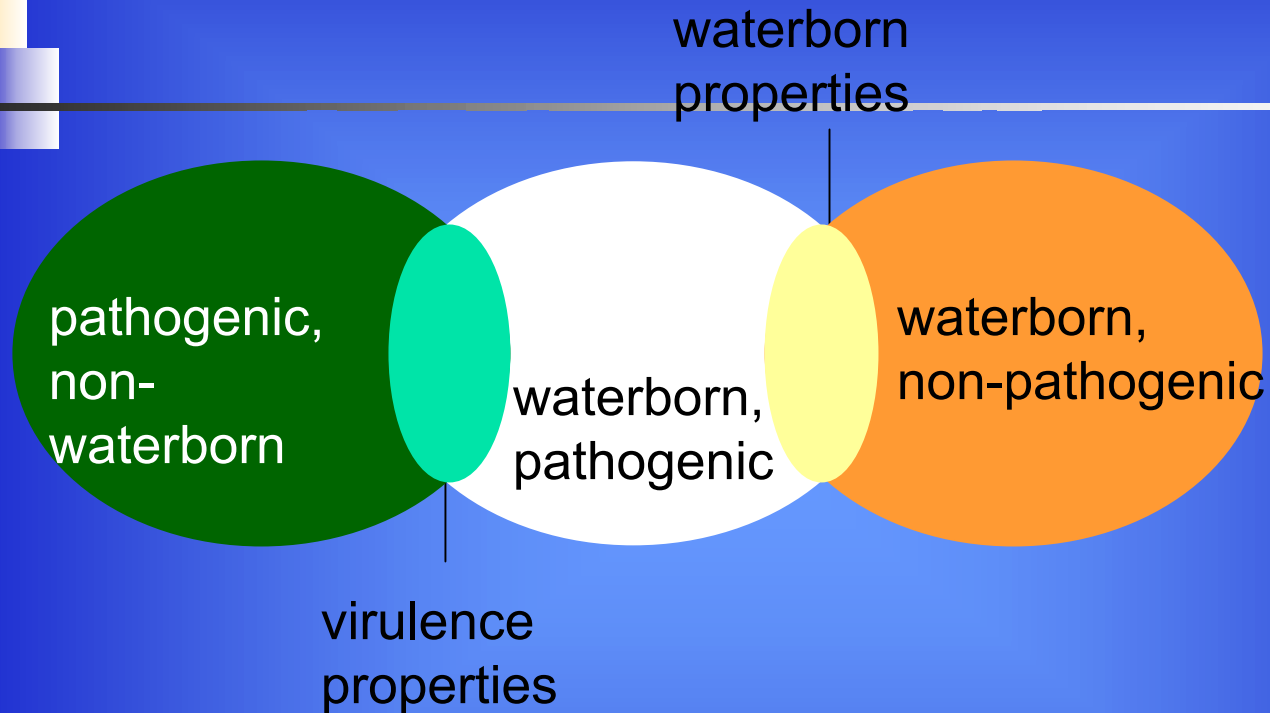 waterborn
properties
pathogenic,
non-
waterborn
waterborn,
pathogenic
waterborn,
non-pathogenic
virulence
properties